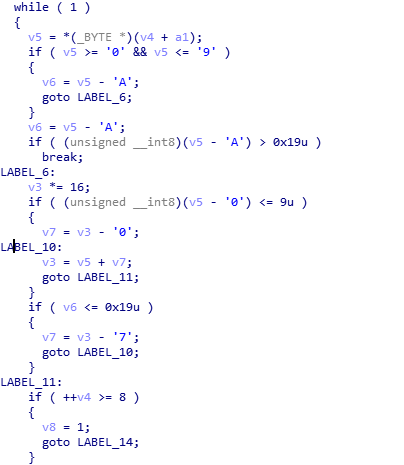 while ( 1 )
{
v5 = *(_BYTE *)(v4 + a1);
if ( v5 >= '0' && v5 <= '9' )
{
v6 = v5 - 'A';
goto LABEL_6;
}
v6 = v5 - 'A';
if ( (unsigned __int8)(v5 - 'A') > 0x19u )
break;
LABEL_6:
v3 *= 16;
if ( (unsigned __int8)(v5 - '0') <= 9u )
{
v7 = v3 - '0';
LABEL_10:
v3 = v5 + v7;
goto LABEL_11;
}
if ( v6 <= 0x19u )
{
v7 = v3 - '7';
goto LABEL_10;
}
LABEL_11:
if ( ++v4 >= 8 )
{
v8 = 1;
goto LABEL_14;
}